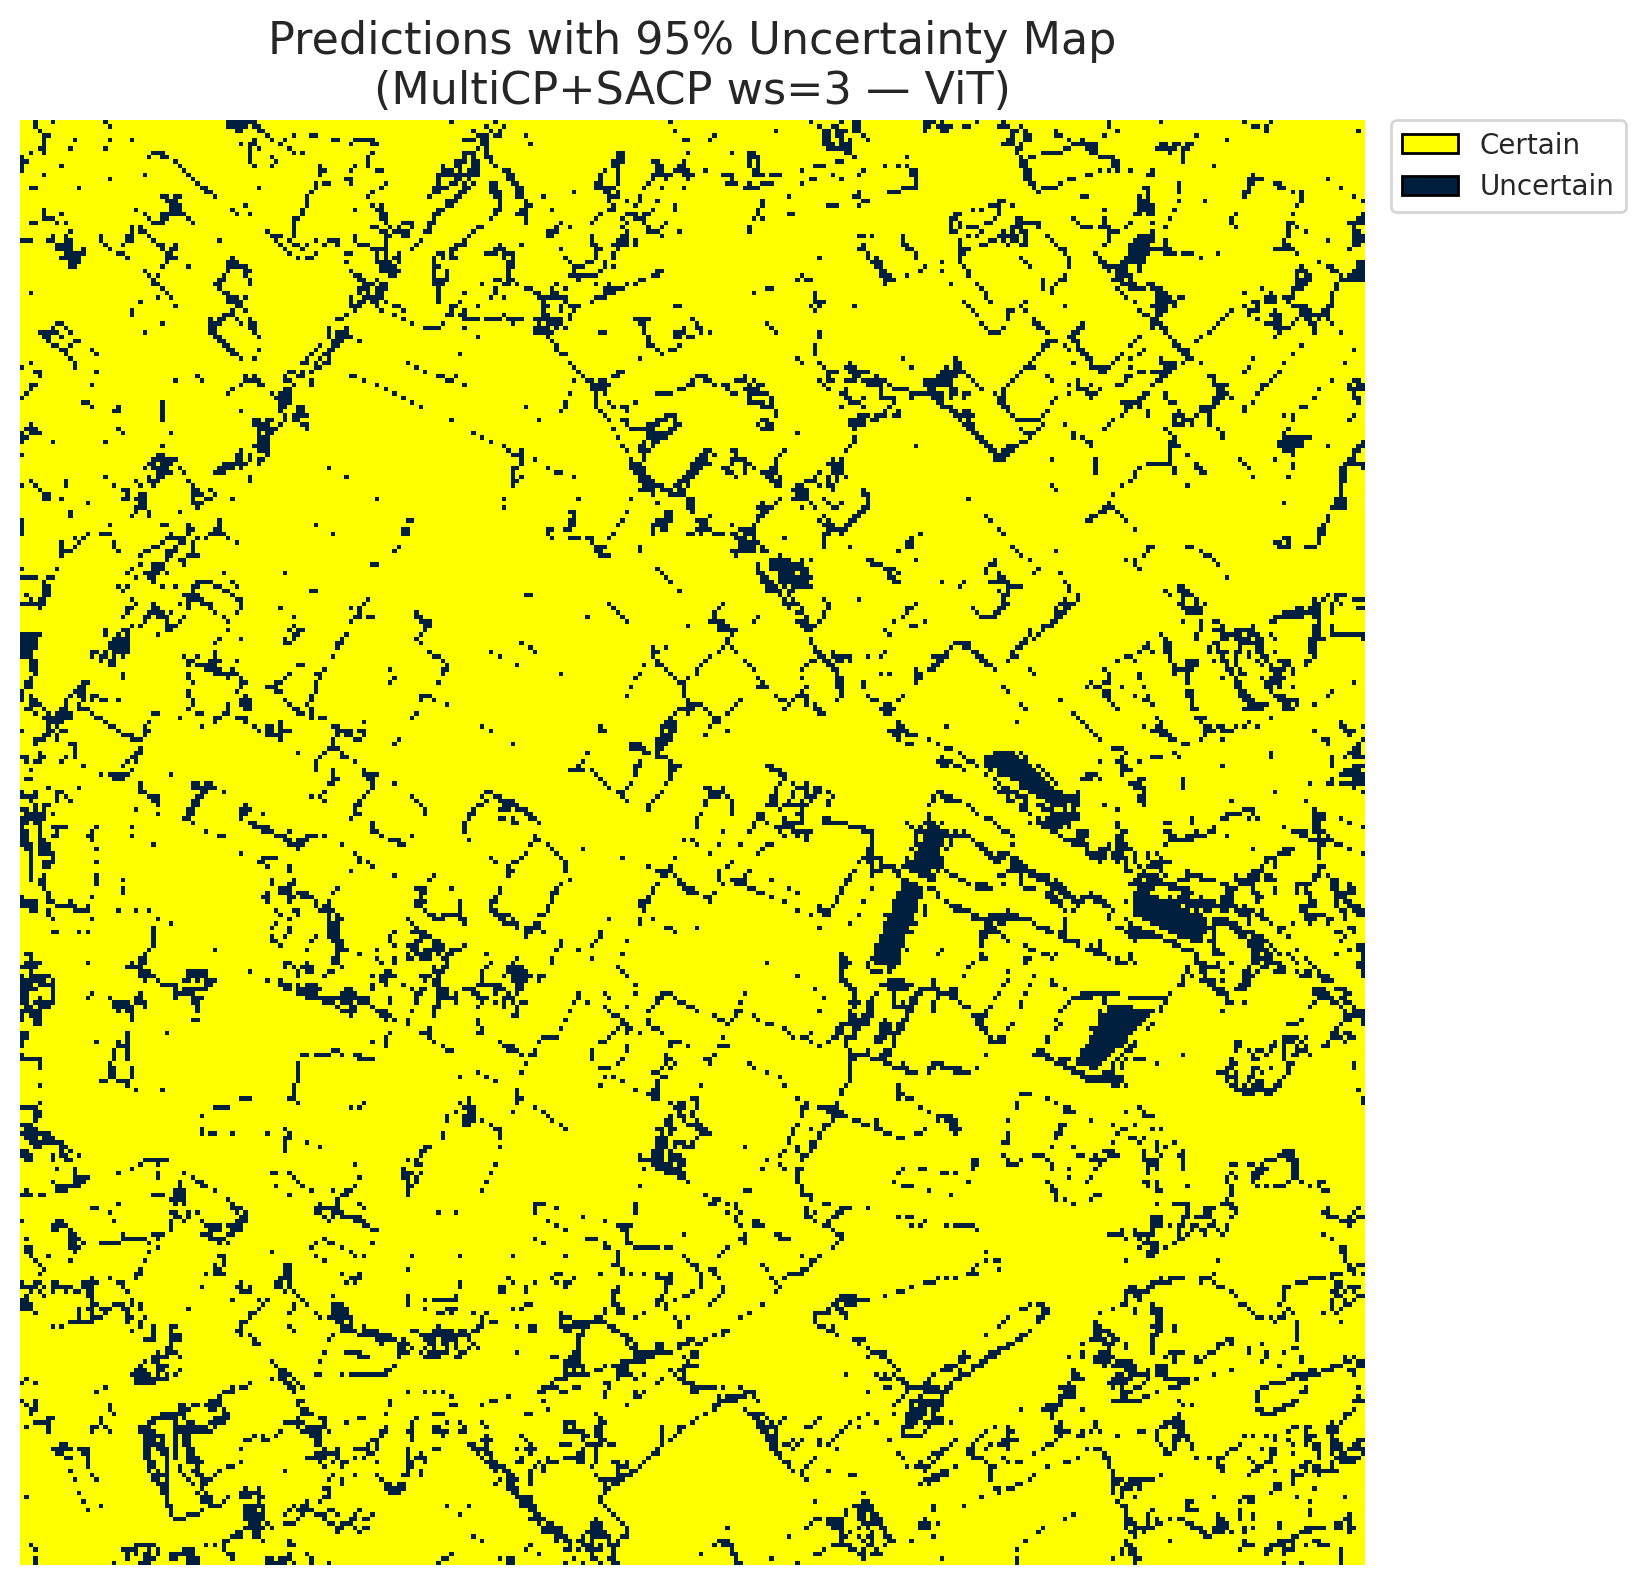 Predictions with 95% Uncertainty Map
(MultiCP+SACP ws=3 — ViT)
Certain
Uncertain